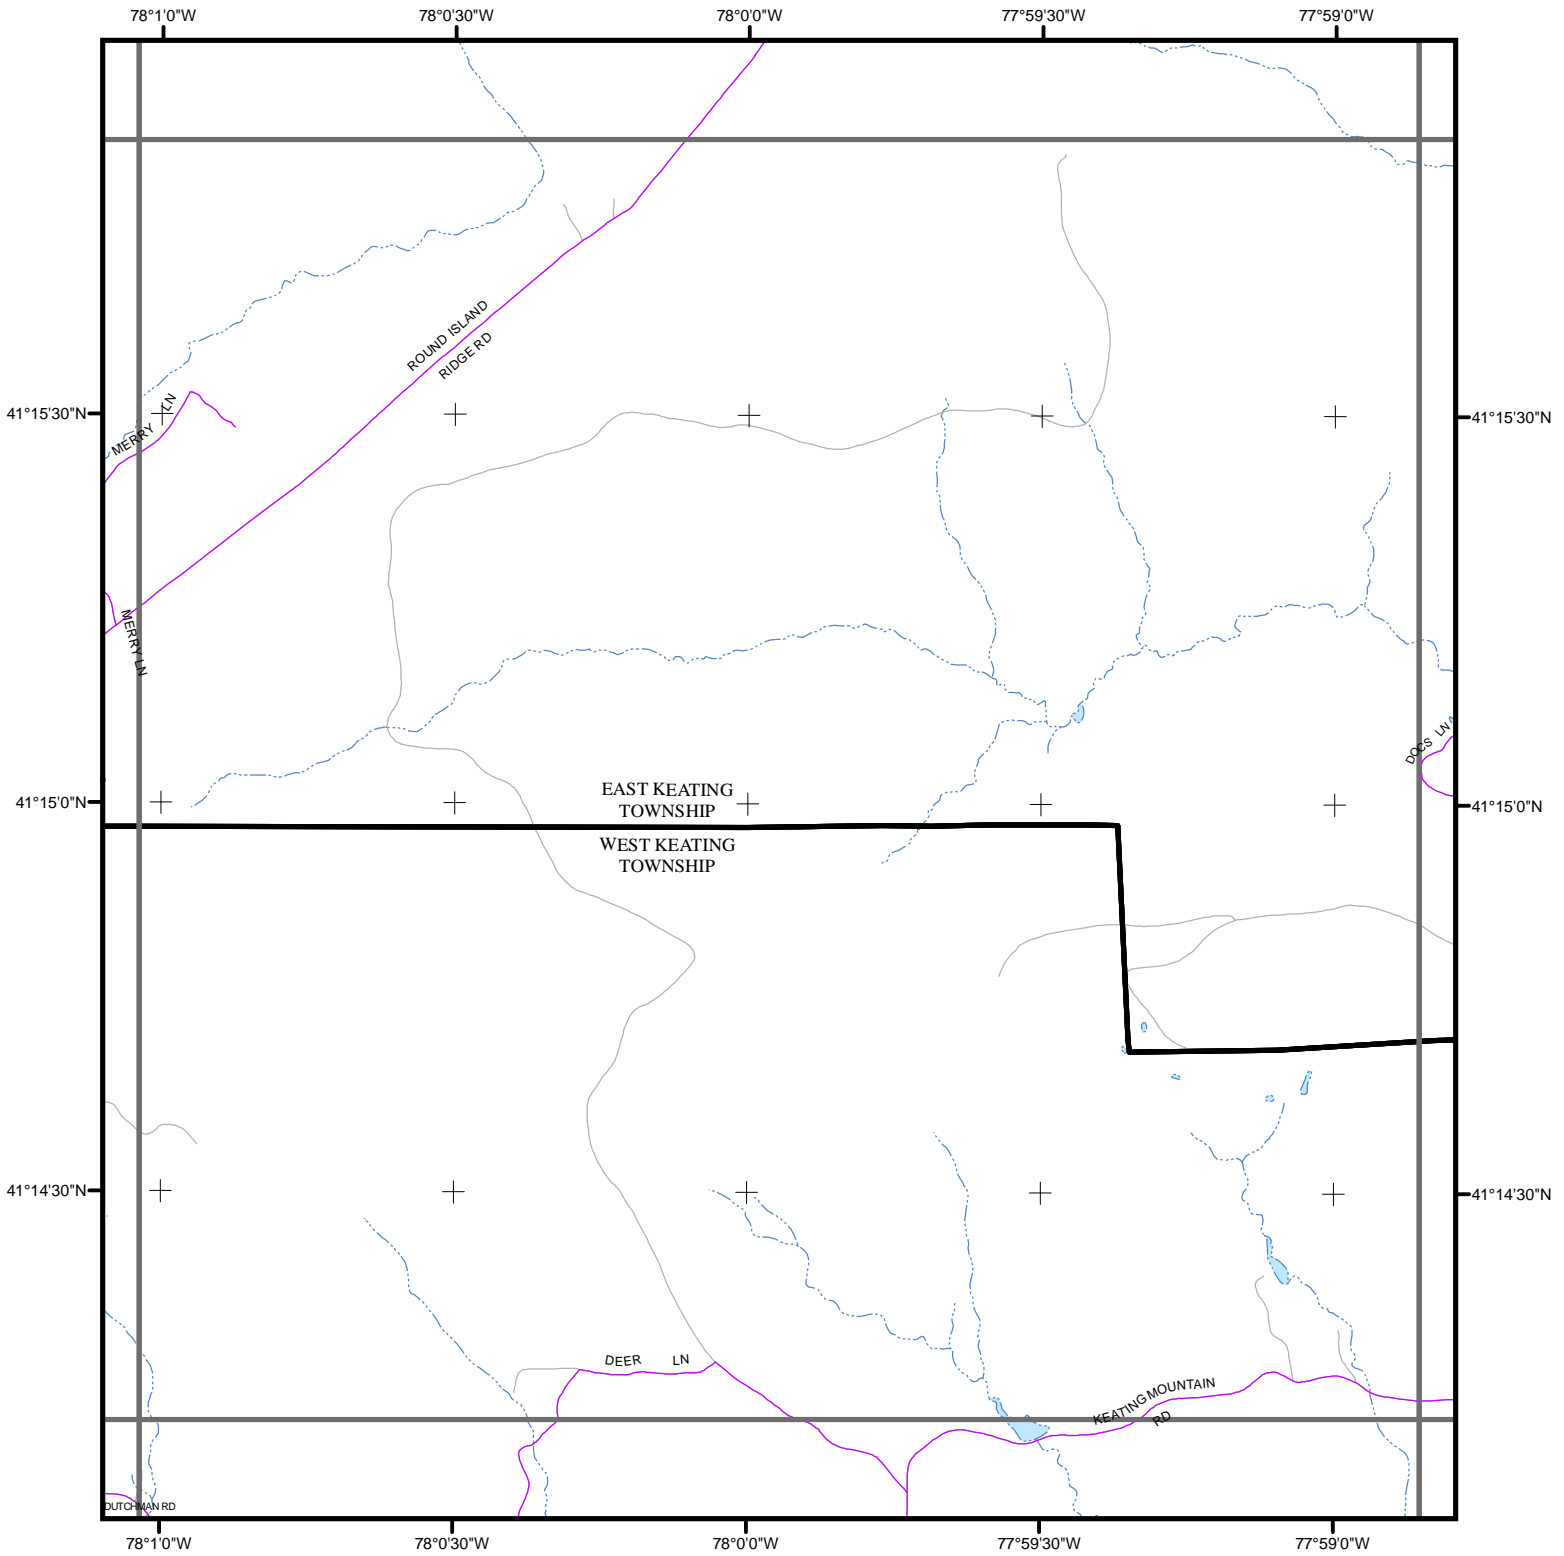 78°1'0"W
78°0'30"W
78°0'0"W
77°59'30"W
77°59'0"W
ROUND ISLAND
RIDGE RD
MERRY LN
41°15'30"N
41°15'30"N
MERRY LN
DOCS LN
EAST KEATING
TOWNSHIP
41°15'0"N
41°15'0"N
WEST KEATING
TOWNSHIP
41°14'30"N
41°14'30"N
DEER LN
KEATING MOUNTAIN
RD
DUTCHMAN RD
78°1'0"W
78°0'30"W
78°0'0"W
77°59'30"W
77°59'0"W